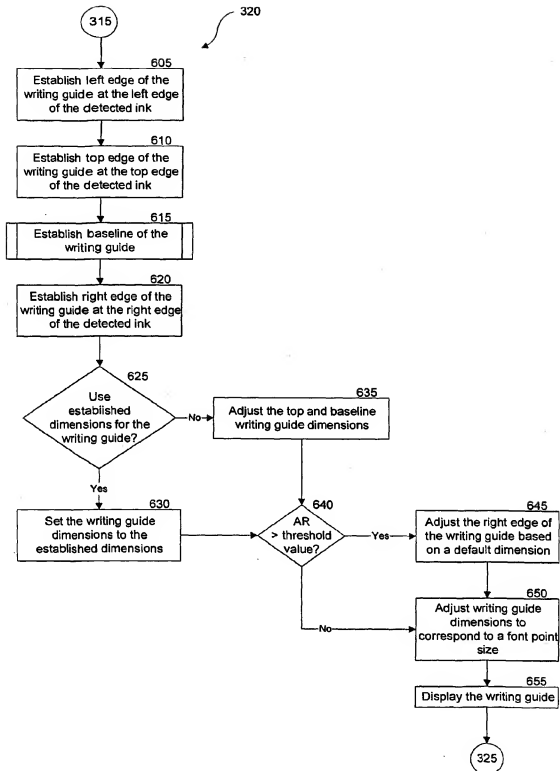 315
320
605
Establish left edge of the
writing guide at the left edge
of the detected ink
610
Establish top edge of the
writing guide at the top edge
of the detected ink
615
Establish baseline of the
writing guide
620
Establish right edge of the
writing guide at the right edge
of the detected ink
625
Use
established
dimensions for the
writing guide?
No
635
Adjust the top and baseline
writing guide dimensions
Yes
630
Set the writing guide
dimensions to the
established dimensions
640
AR
> threshold
value?
Yes
645
Adjust the right edge of
the writing guide based
on a default dimension
No
650
Adjust writing guide
dimensions to
correspond to a font point
size
655
Display the writing guide
325